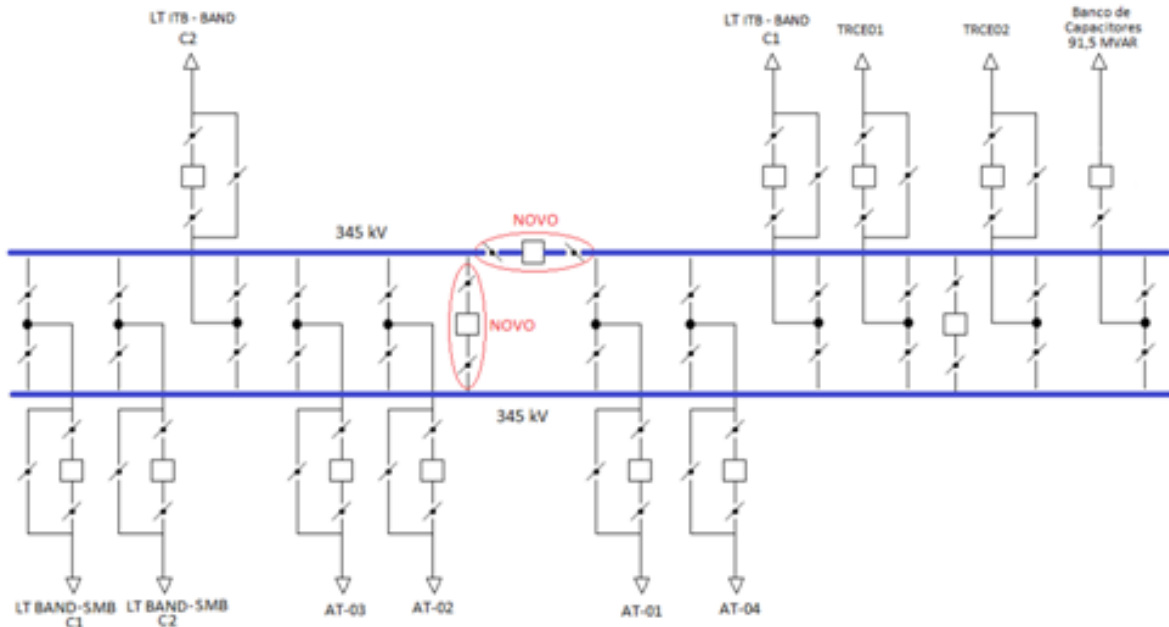 LT ITB - BAND
C2
LT ITB - BAND
C1
TRCE01
TRCE02
Banco de
Capacitores
91,5 MVAR
NOVO
345 kV
NOVO
345 kV
LT BAND-SMB
C1
LT BAND-SMB
C2
AT-03
AT-02
AT-01
AT-04